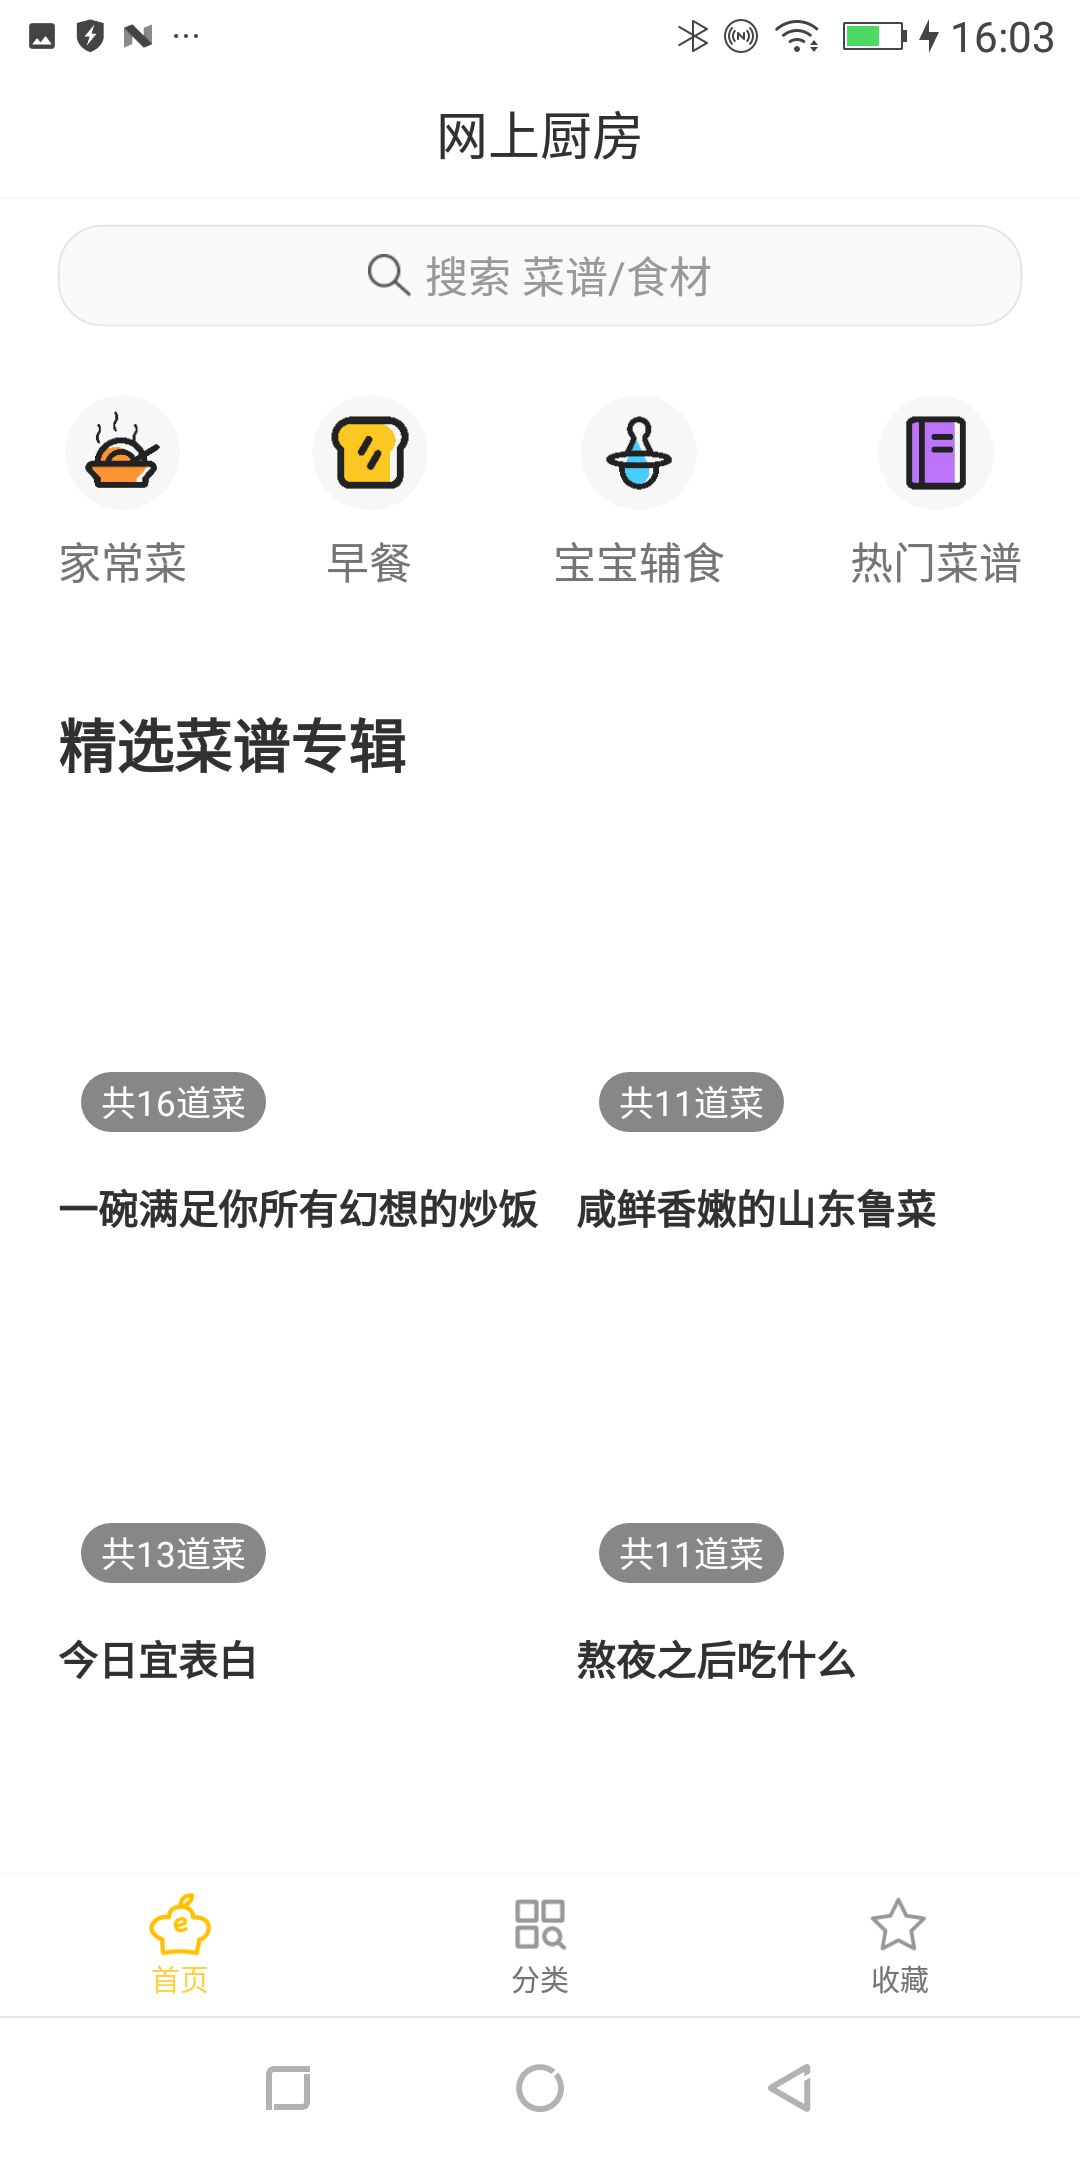 16:03
网上厨房
搜索 菜谱/食材
家常菜 早餐 宝宝辅食 热门菜谱
精选菜谱专辑
共16道菜 共11道菜
一碗满足你所有幻想的炒饭 咸鲜香嫩的山东鲁菜
共13道菜 共11道菜
今日宜表白 熬夜之后吃什么
首页 分类 收藏